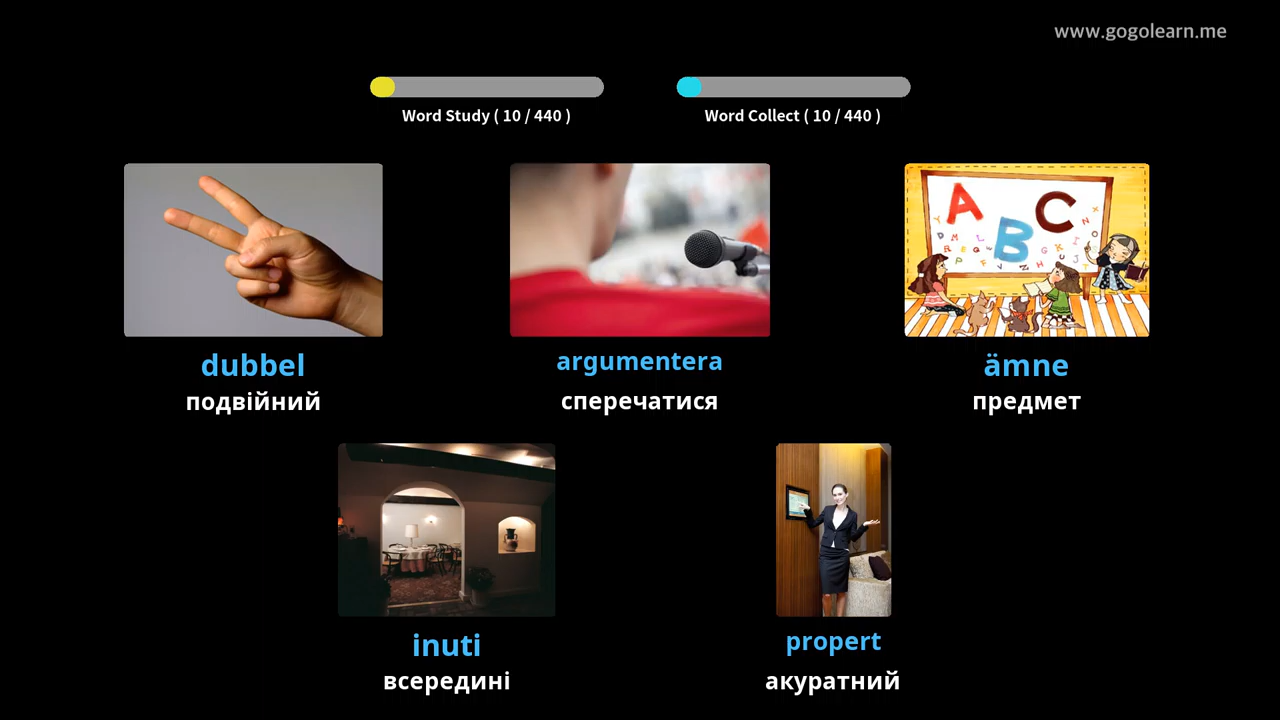 www.gogolearn.me
Word Study ( 10 / 440 )
Word Collect ( 10 / 440 )
A B C
dubbel
подвійний
argumentera
сперечатися
ämne
предмет
inuti
всередині
propert
акуратний